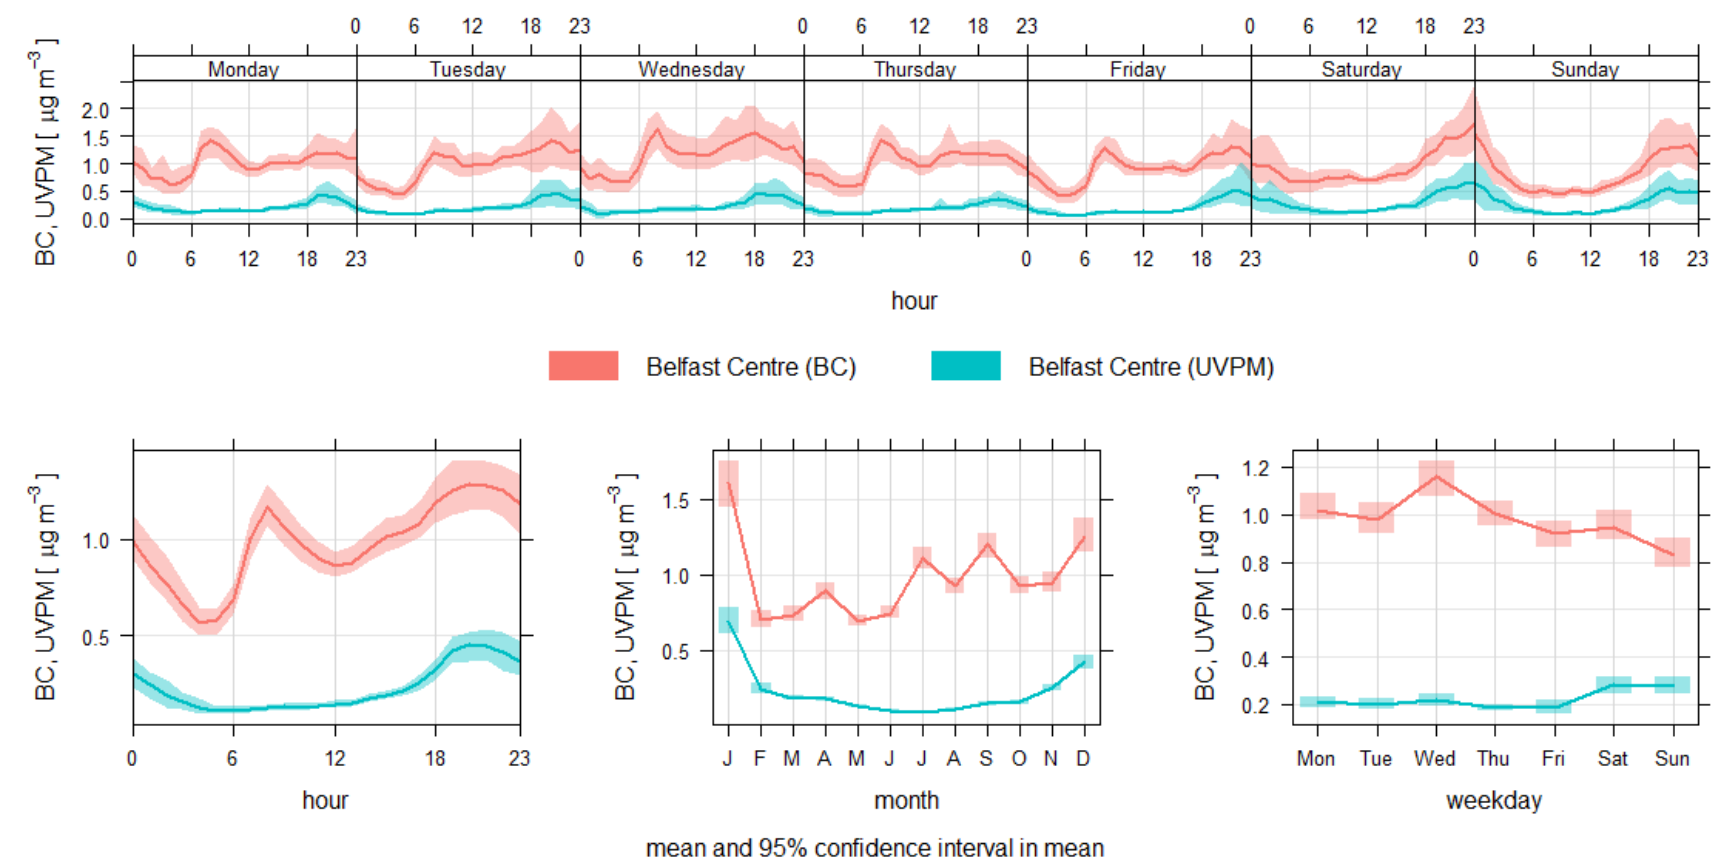 0 6 12 18 23 0 6 12 18 23 0 6 12 18 23
Monday Tuesday Wednesday Thursday Friday Saturday Sunday
BC, UVPM [ µg m⁻³ ]
2.0
1.5
1.0
0.5
0.0
0 6 12 18 23 0 6 12 18 23 0 6 12 18 23 0 6 12 18 23
hour
Belfast Centre (BC) Belfast Centre (UVPM)
BC, UVPM [ µg m⁻³ ]
1.0
0.5
0 6 12 18 23
hour
BC, UVPM [ µg m⁻³ ]
1.5
1.0
0.5
J F M A M J J A S O N D
month
BC, UVPM [ µg m⁻³ ]
1.2
1.0
0.8
0.6
0.4
0.2
Mon Tue Wed Thu Fri Sat Sun
weekday
mean and 95% confidence interval in mean